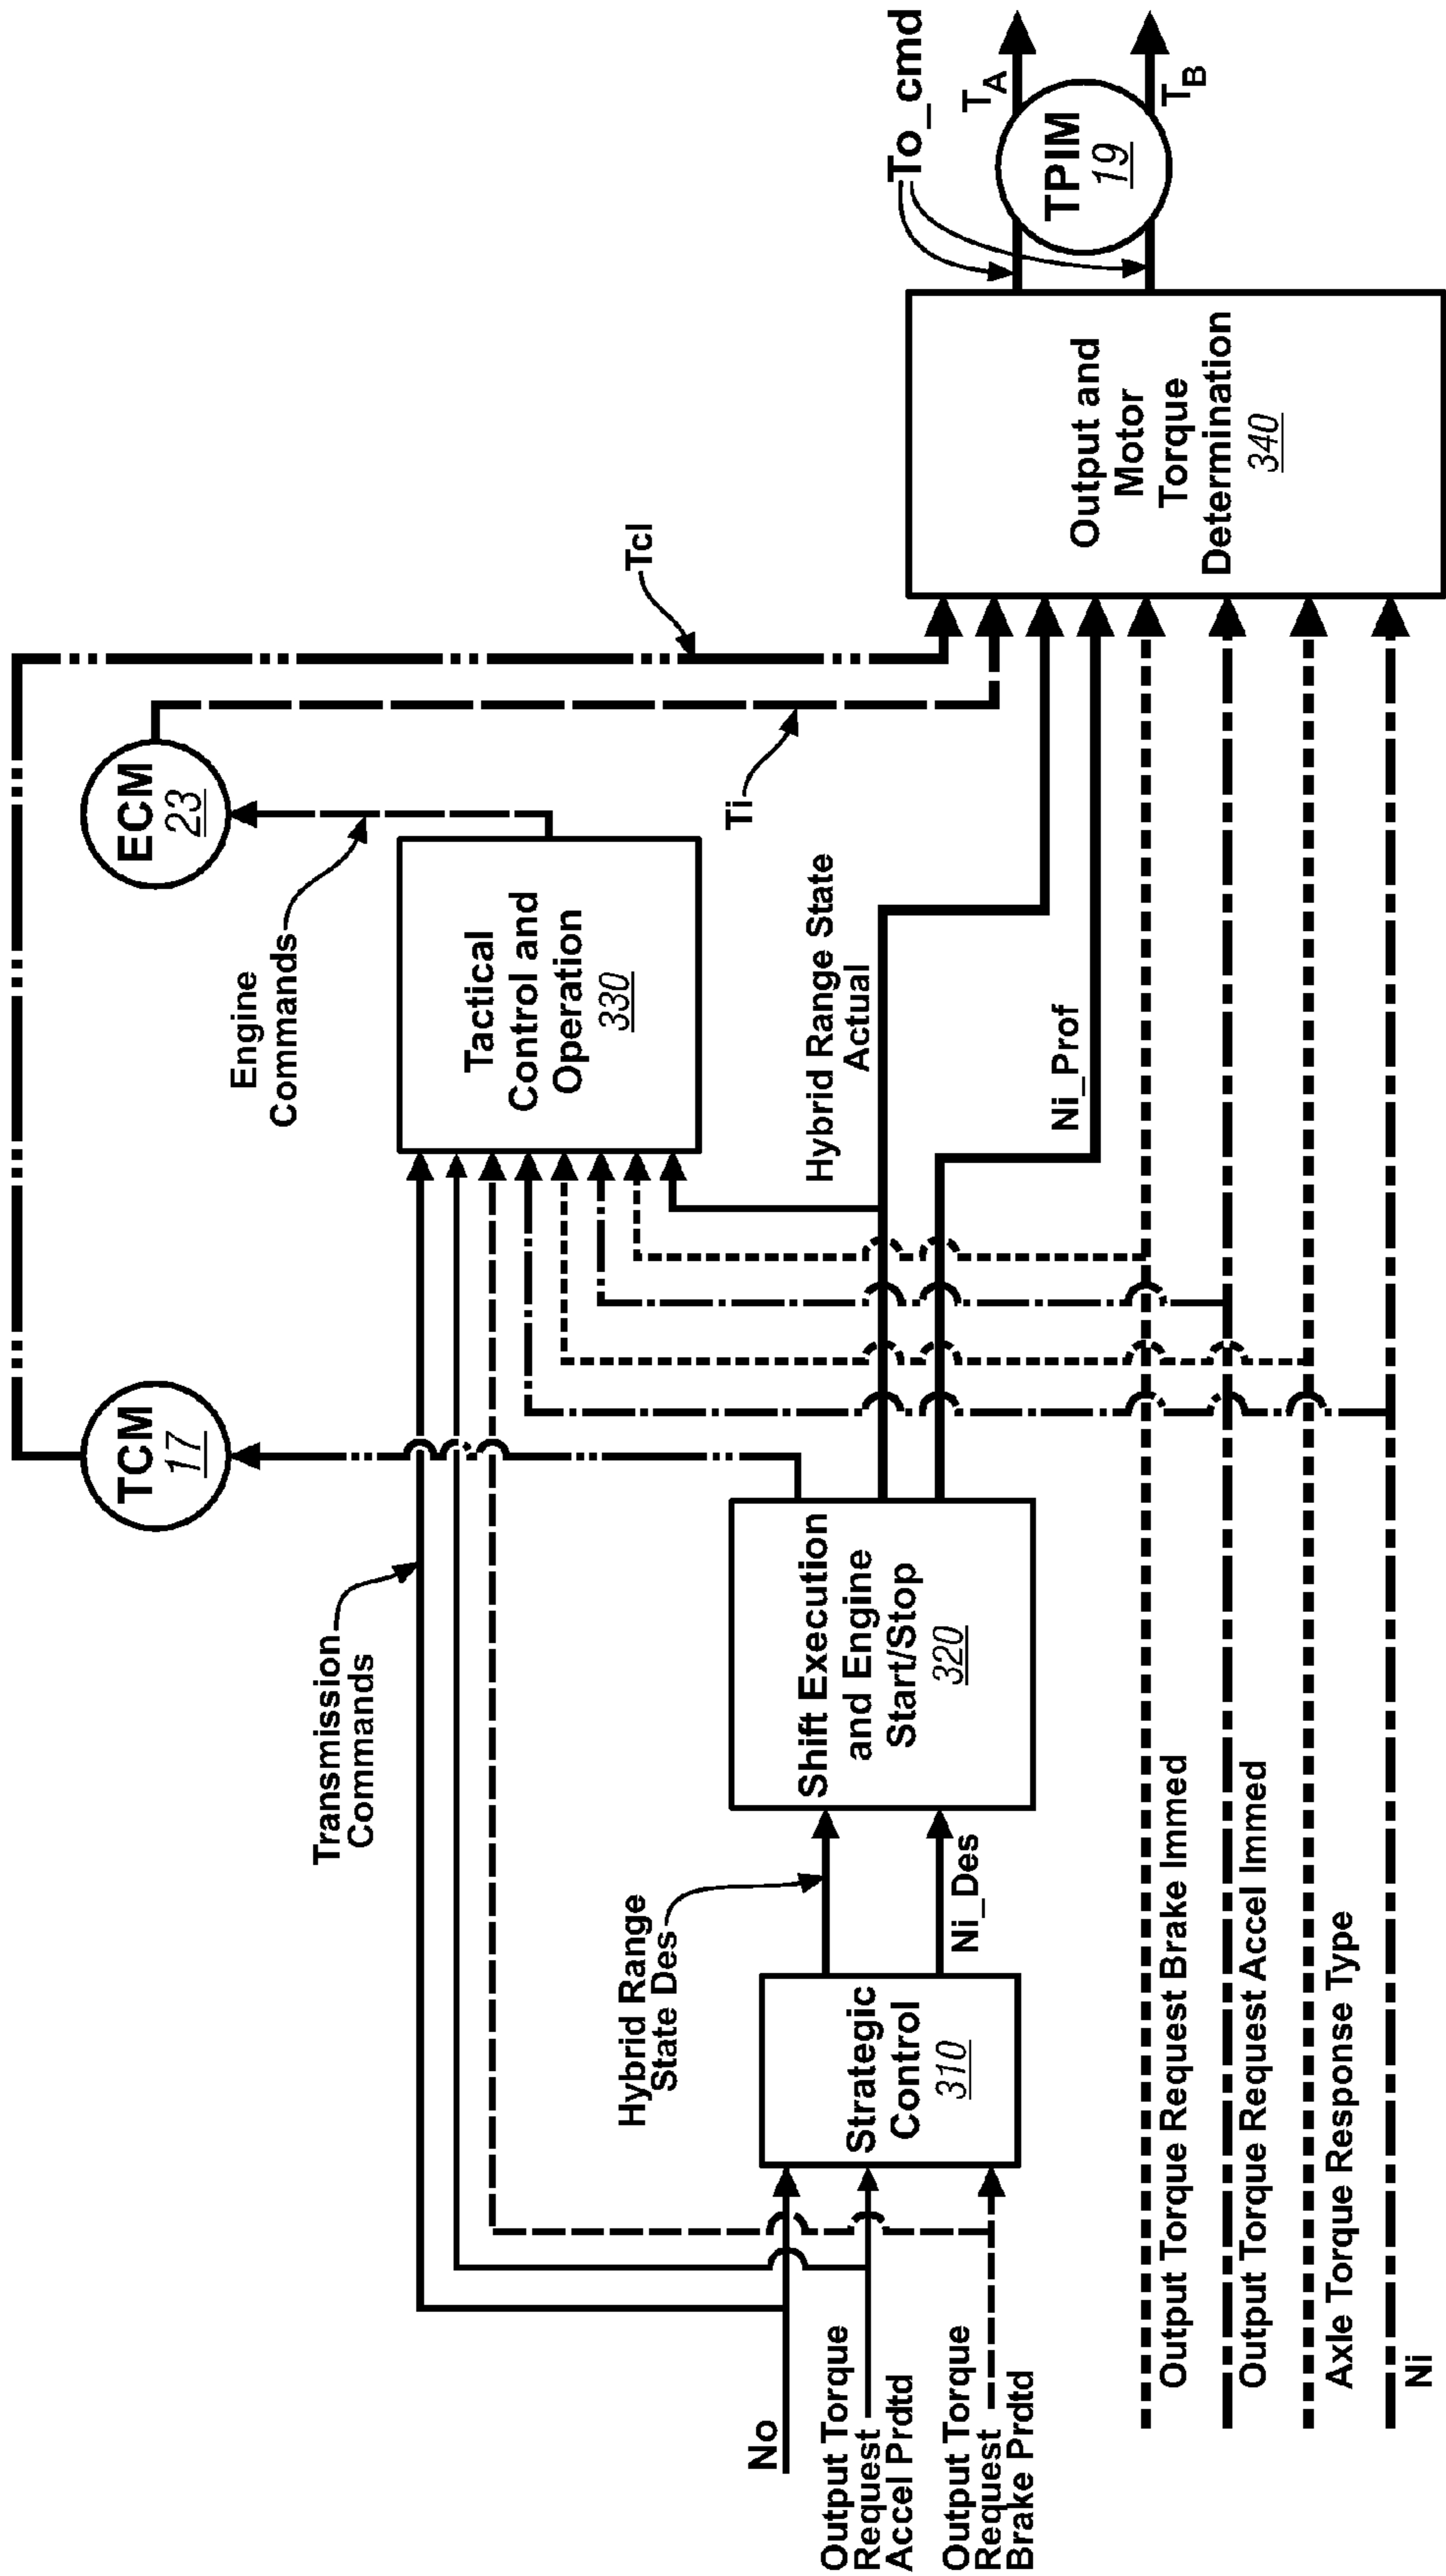 TCM
17
ECM
23
Engine
Commands
Tcl
Transmission
Commands
Tactical
Control and
Operation
330
Ti
Hybrid Range
State Des
Hybrid Range State
Actual
To_cmd
TA
TPIM
19
TB
No
Output Torque
Request
Accel Prdtd
Output Torque
Request
Brake Prdtd
Strategic
Control
310
Ni_Des
Shift Execution
and Engine
Start/Stop
320
Ni_Prof
Output and
Motor
Torque
Determination
340
Output Torque Request Brake Immed
Output Torque Request Accel Immed
Axle Torque Response Type
Ni